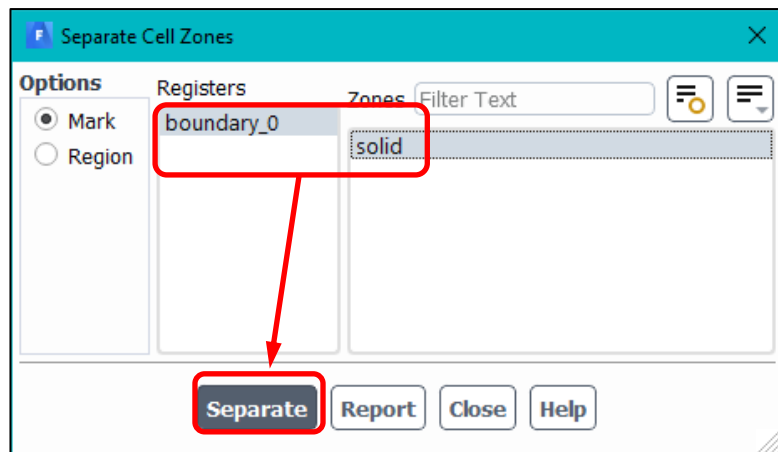 F Separate Cell Zones
Options
Mark
Region
Registers
boundary_0
Zones Filter Text
solid
Separate Report Close Help